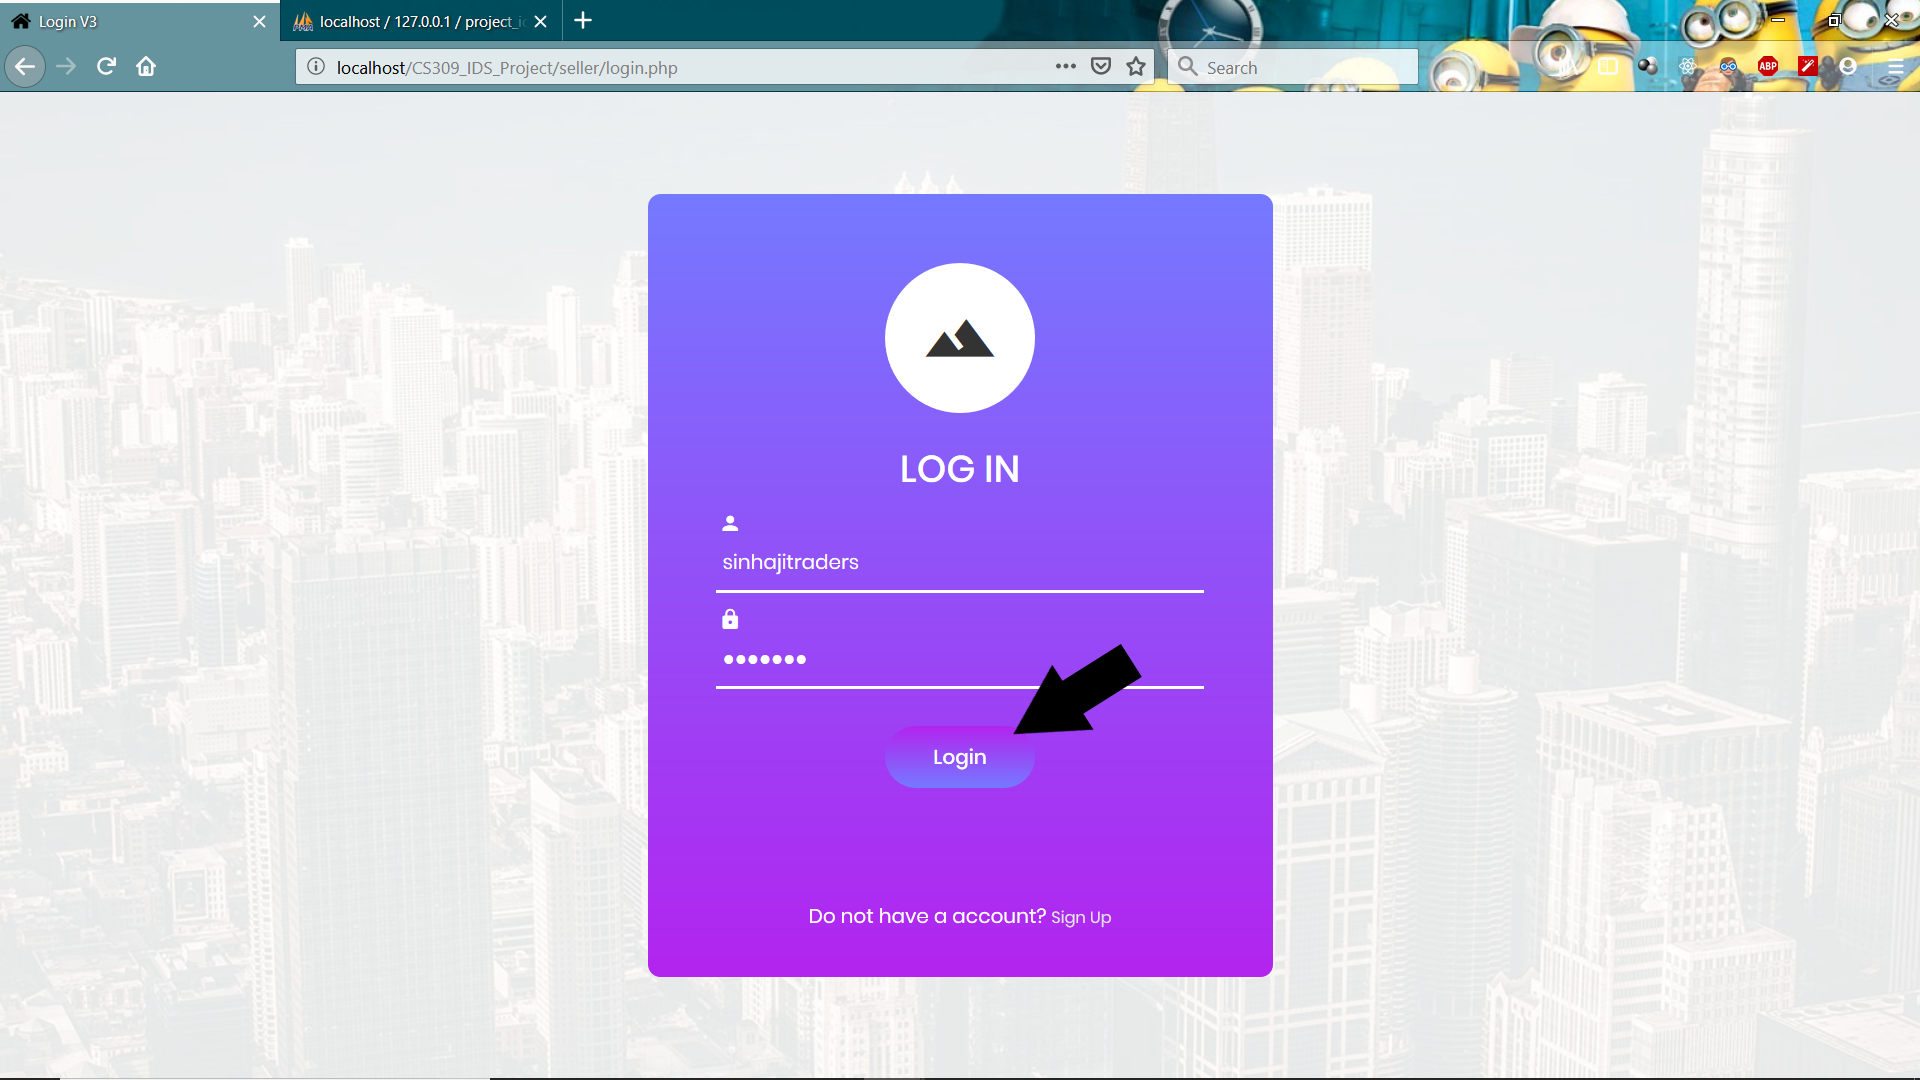 Login V3
localhost / 127.0.0.1 / project_i
localhost/CS309_IDS_Project/seller/login.php
Search
ABP
LOG IN
sinhajitraders
Login
Do not have a account? Sign Up